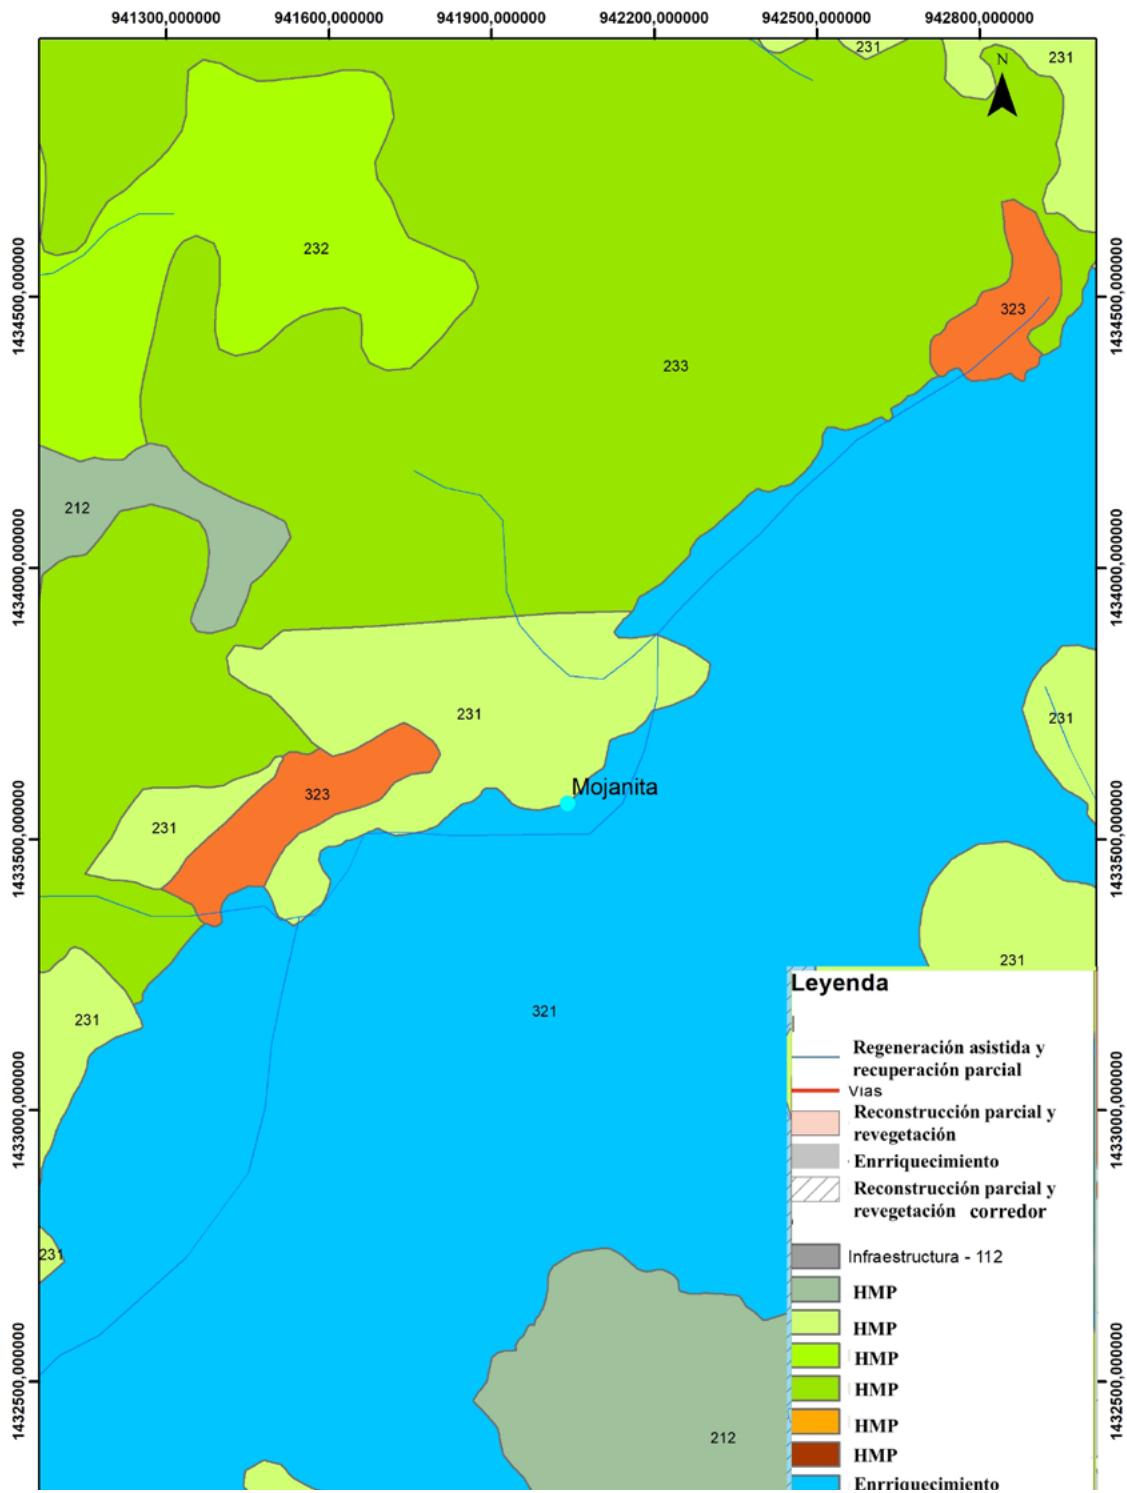 941300,000000 941600,000000 941900,000000 942200,000000 942500,000000 942800,000000
231
231
N
232
1434500,000000
1434500,000000
323
233
212
1434000,000000
1434000,000000
231
231
Mojanita
323
231
1433500,000000
1433500,000000
231
231
321
Leyenda
Regeneración asistida y
recuperación parcial
Vías
Reconstrucción parcial y
revegetación
Enrriquecimiento
Reconstrucción parcial y
revegetación corredor
1433000,000000
1433000,000000
231
Infraestructura - 112
HMP
HMP
HMP
HMP
HMP
HMP
Enrriquecimiento
1432500,000000
1432500,000000
212